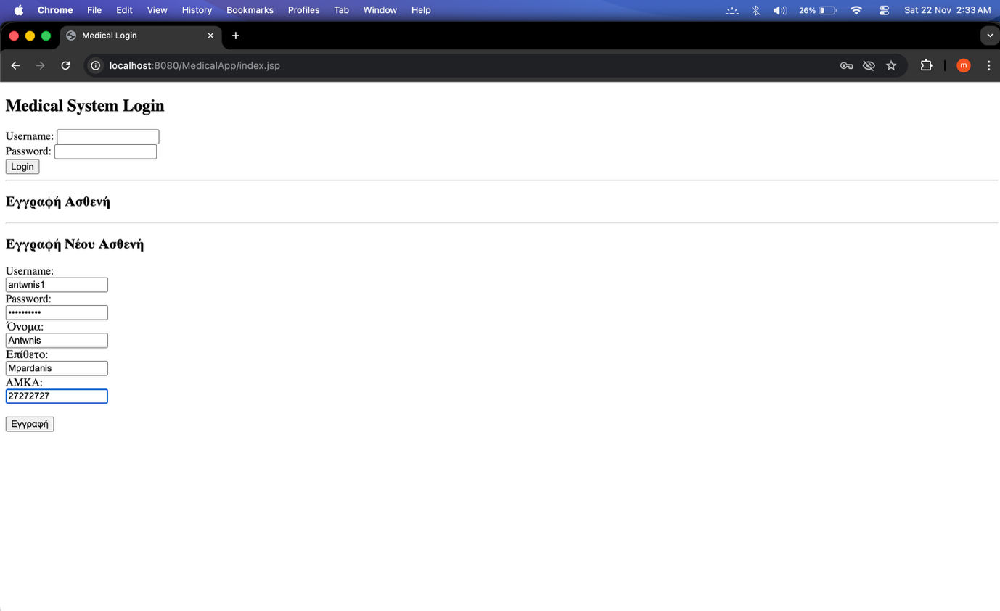 Chrome File Edit View History Bookmarks Profiles Tab Window Help 26% Sat 22 Nov 2:33 AM
Medical Login
localhost:8080/MedicalApp/index.jsp m
Medical System Login
Username:
Password:
Login
Εγγραφή Ασθενή
Εγγραφή Νέου Ασθενή
Username:
antwnis1
Password:
••••••••••
Όνομα:
Antwnis
Επίθετο:
Mpardanis
ΑΜΚΑ:
27272727
Εγγραφή